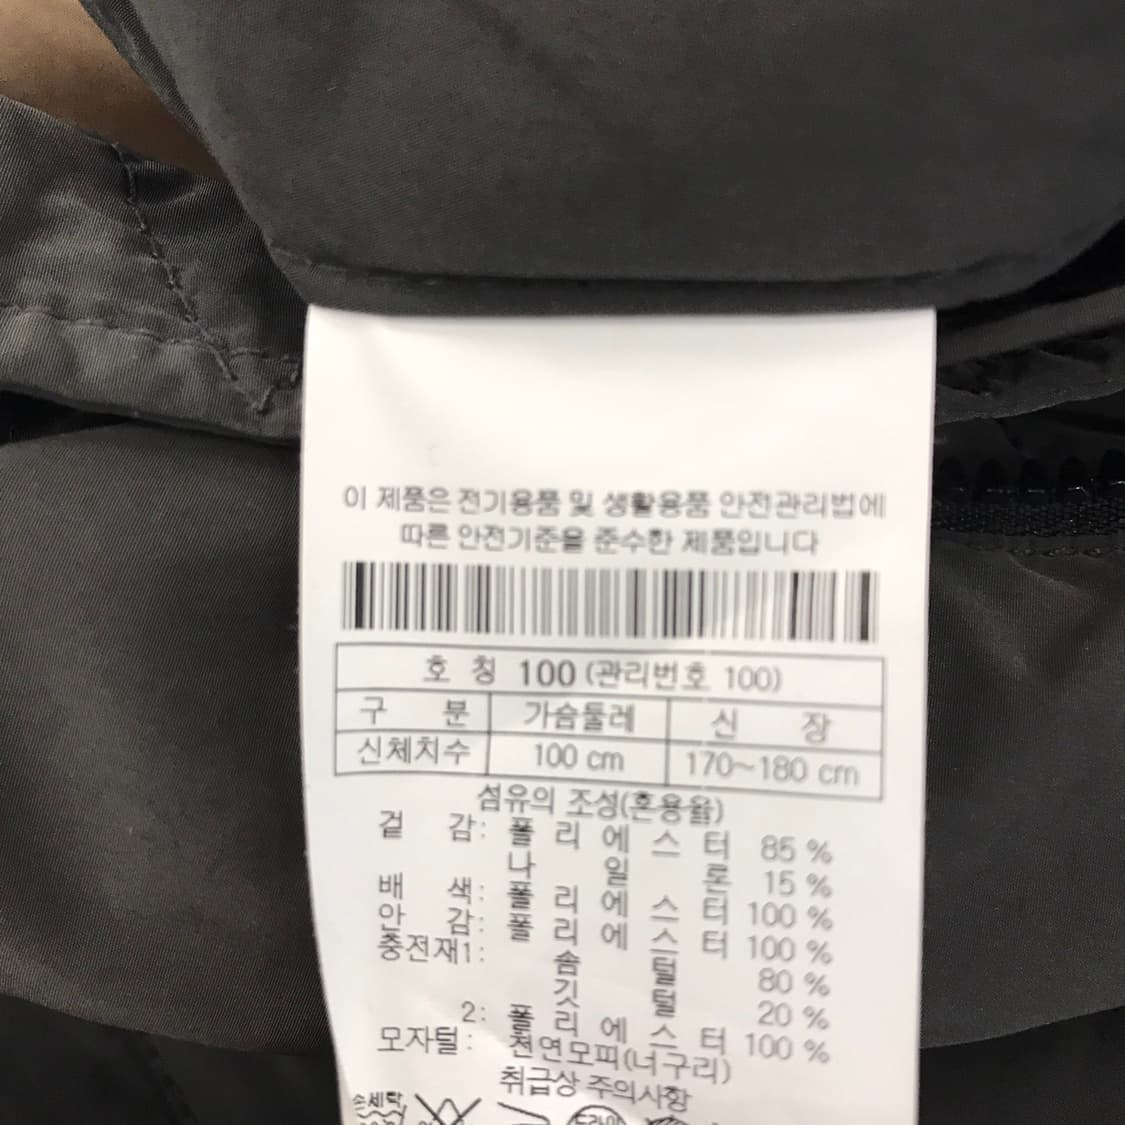 이 제품은 전기용품 및 생활용품 안전관리법에
따른 안전기준을 준수한 제품입니다
호 칭 100 (관리번호 100)
구 분 가슴둘레 신 장
신체치수 100 cm 170~180 cm
섬유의 조성(혼용율)
겉 감: 폴 리 에 스 터 85 %
나 일 론 15 %
배 색: 폴 리 에 스 터 100 %
안 감: 폴 리 에 스 터 100 %
충전재1: 솜 털 80 %
깃 털 20 %
2: 폴 리 에 스 터 100 %
모자털: 천연모피(너구리)
취급상 주의사항
손세탁
드라이